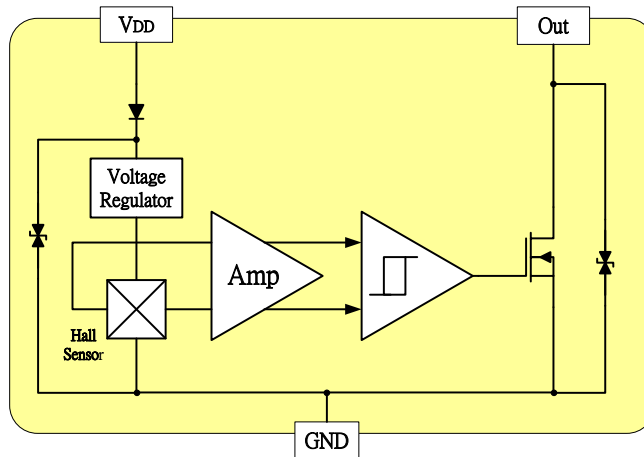 VDD
Out
Voltage
Regulator
Amp
Hall
Sensor
GND